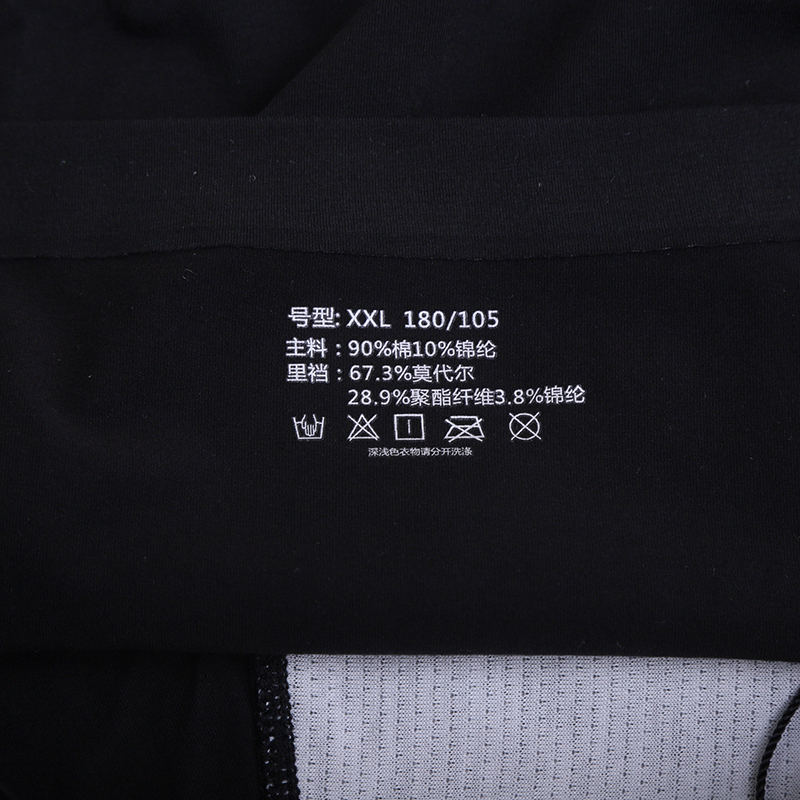 号型: XXL 180/105
主料：90%棉10%锦纶
里裆：67.3%莫代尔
28.9%聚酯纤维3.8%锦纶
深浅色衣物请分开洗涤